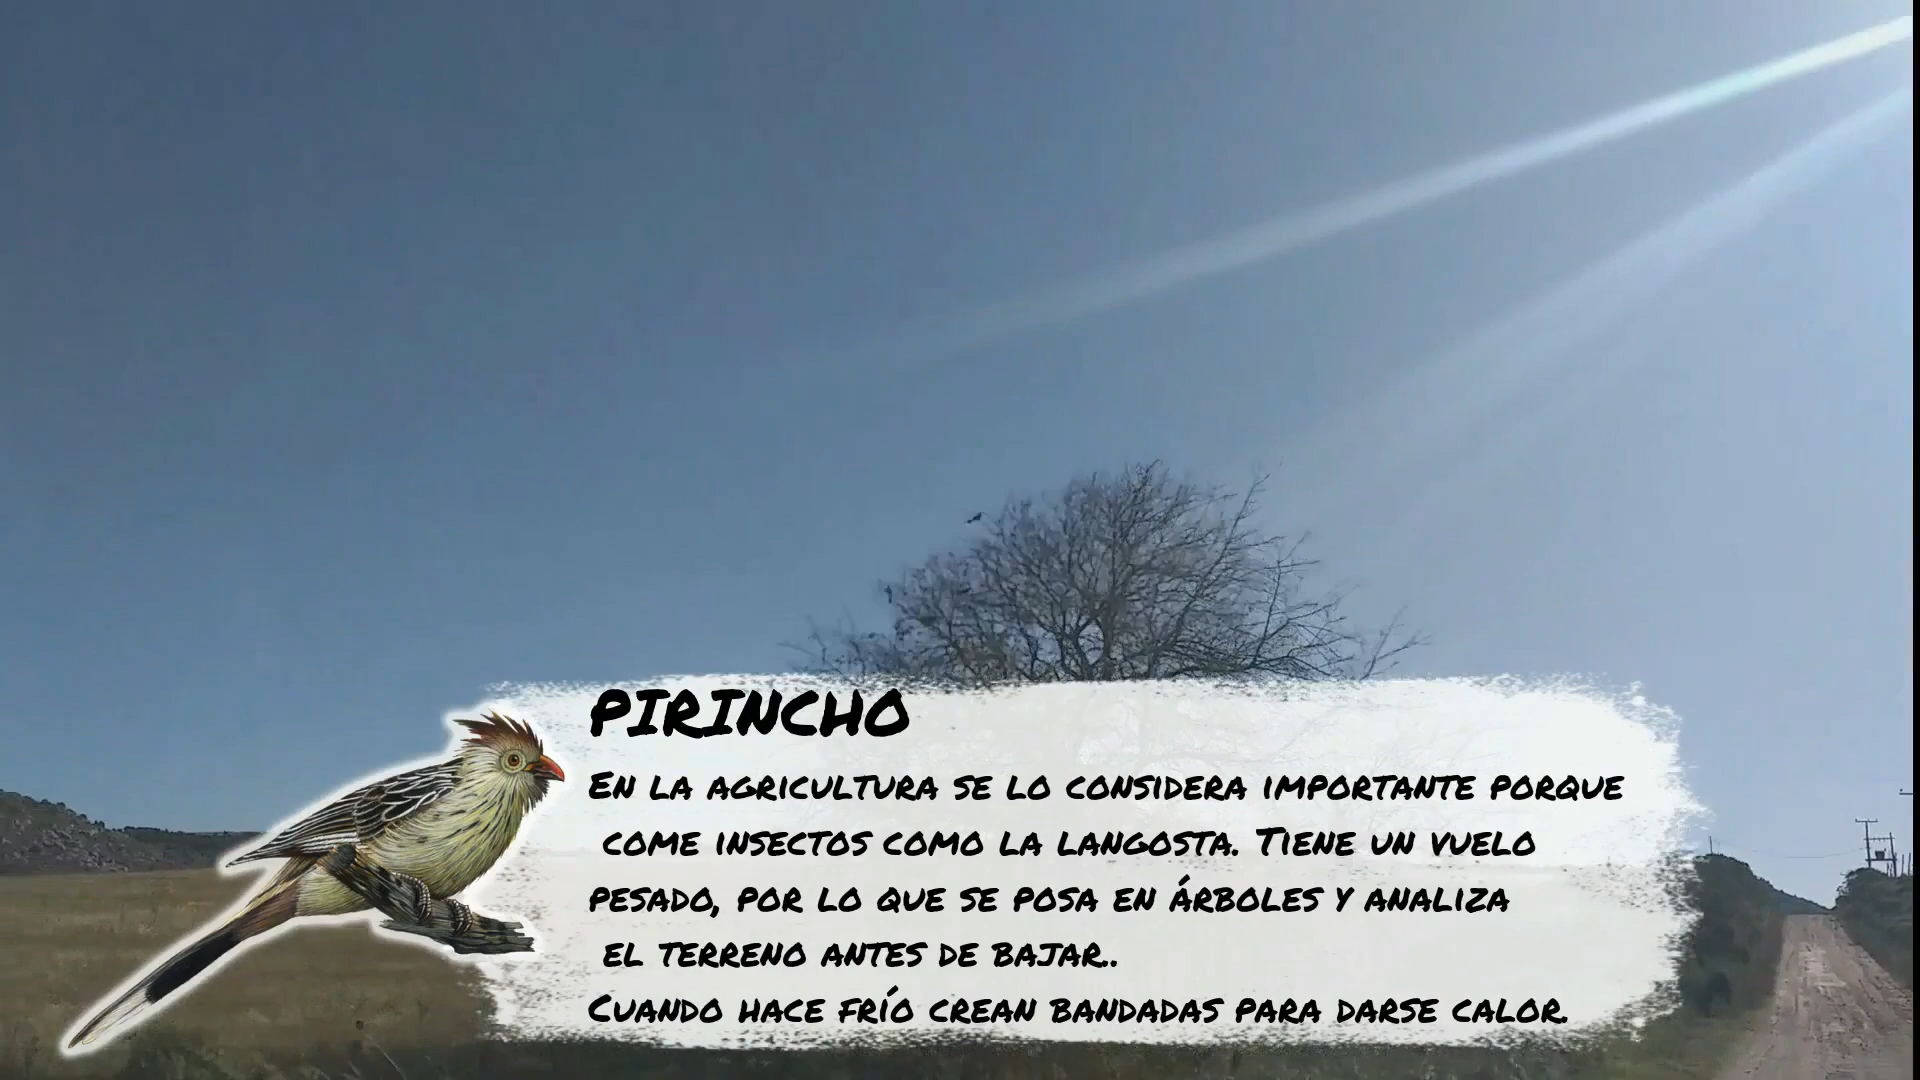 PIRINCHO
En la agricultura se lo considera importante porque
come insectos como la langosta. Tiene un vuelo
pesado, por lo que se posa en árboles y analiza
el terreno antes de bajar..
Cuando hace frío crean bandadas para darse calor.